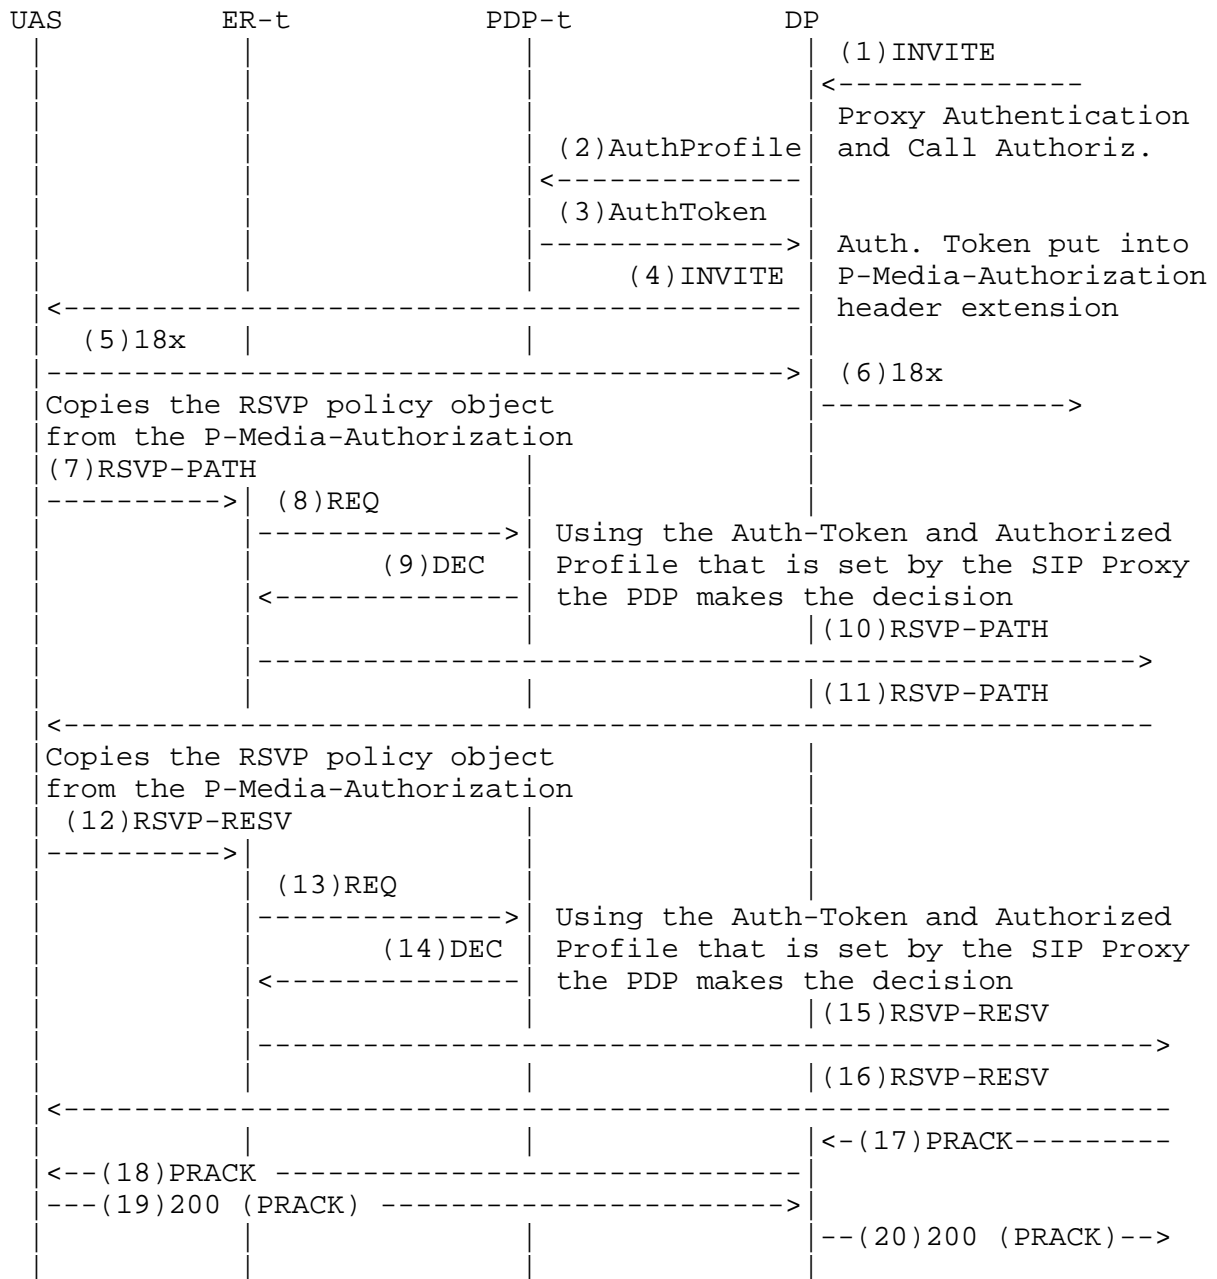 UAS ER-t PDP-t DP
(1)INVITE
Proxy Authentication
(2)AuthProfile and Call Authoriz.
(3)AuthToken
Auth. Token put into
(4)INVITE P-Media-Authorization
header extension
(5)18x
(6)18x
Copies the RSVP policy object
from the P-Media-Authorization
(7)RSVP-PATH
(8)REQ
Using the Auth-Token and Authorized
(9)DEC Profile that is set by the SIP Proxy
the PDP makes the decision
(10)RSVP-PATH
(11)RSVP-PATH
Copies the RSVP policy object
from the P-Media-Authorization
(12)RSVP-RESV
(13)REQ
Using the Auth-Token and Authorized
(14)DEC Profile that is set by the SIP Proxy
the PDP makes the decision
(15)RSVP-RESV
(16)RSVP-RESV
(17)PRACK
(18)PRACK
(19)200 (PRACK)
(20)200 (PRACK)